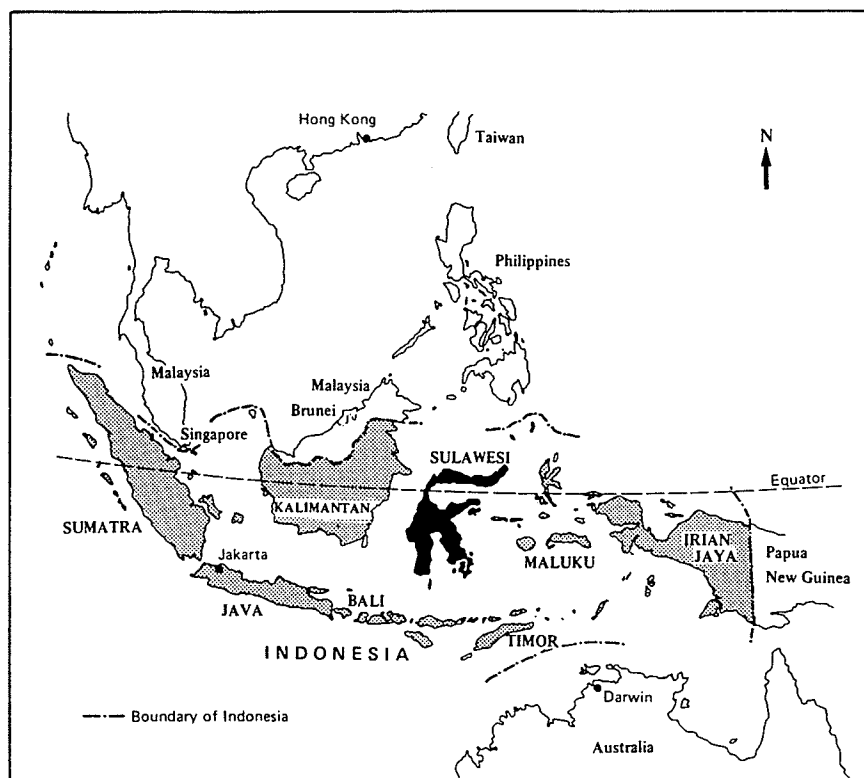 Hong Kong
Taiwan
N
Philippines
Malaysia
Malaysia
Brunei
Singapore
SULAWESI
Equator
KALIMANTAN
SUMATRA
IRIAN
JAYA
Jakarta
MALUKU
Papua
New Guinea
BALI
JAVA
TIMOR
INDONESIA
Darwin
Boundary of Indonesia
Australia